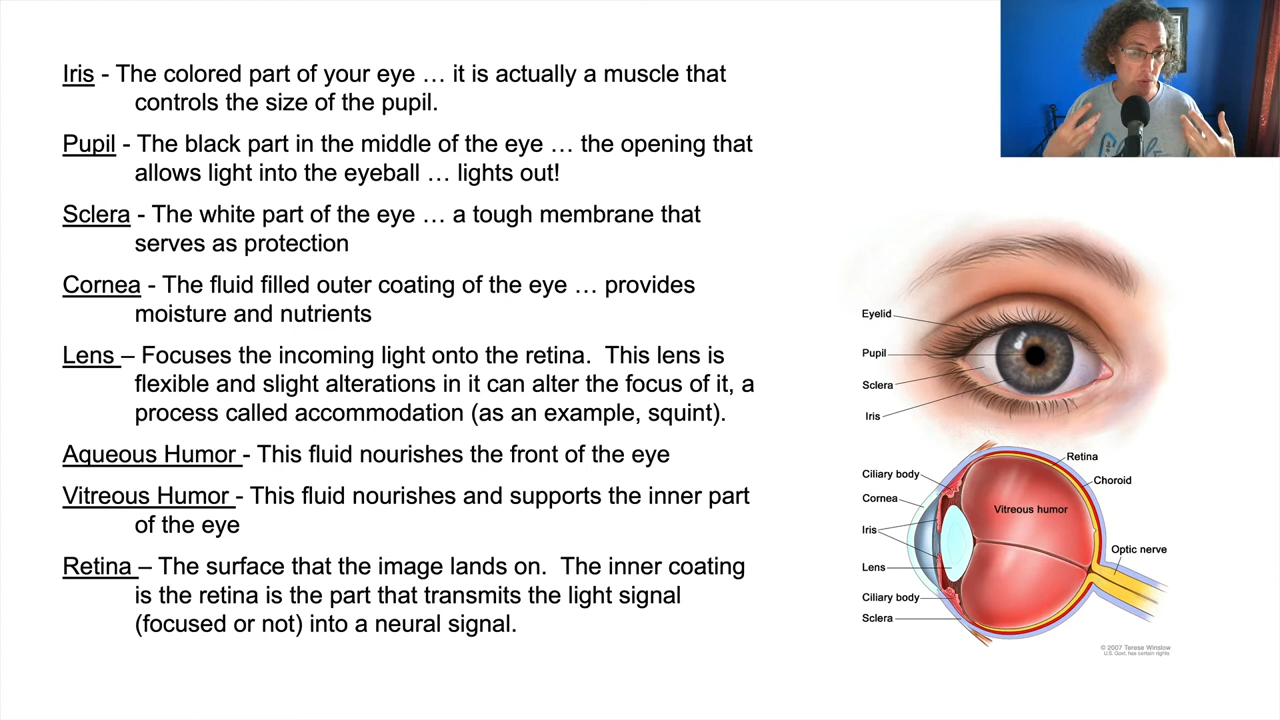 Iris - The colored part of your eye … it is actually a muscle that
controls the size of the pupil.
Pupil - The black part in the middle of the eye … the opening that
allows light into the eyeball … lights out!
Sclera - The white part of the eye … a tough membrane that
serves as protection
Cornea - The fluid filled outer coating of the eye … provides
moisture and nutrients
Lens – Focuses the incoming light onto the retina.  This lens is
flexible and slight alterations in it can alter the focus of it, a
process called accommodation (as an example, squint).
Aqueous Humor - This fluid nourishes the front of the eye
Vitreous Humor - This fluid nourishes and supports the inner part
of the eye
Retina – The surface that the image lands on.  The inner coating
is the retina is the part that transmits the light signal
(focused or not) into a neural signal.
Eyelid
Pupil
Sclera
Iris
Retina
Ciliary body
Choroid
Cornea
Vitreous humor
Iris
Optic nerve
Lens
Ciliary body
Sclera
© 2007 Terese Winslow
U.S. Govt. has certain rights